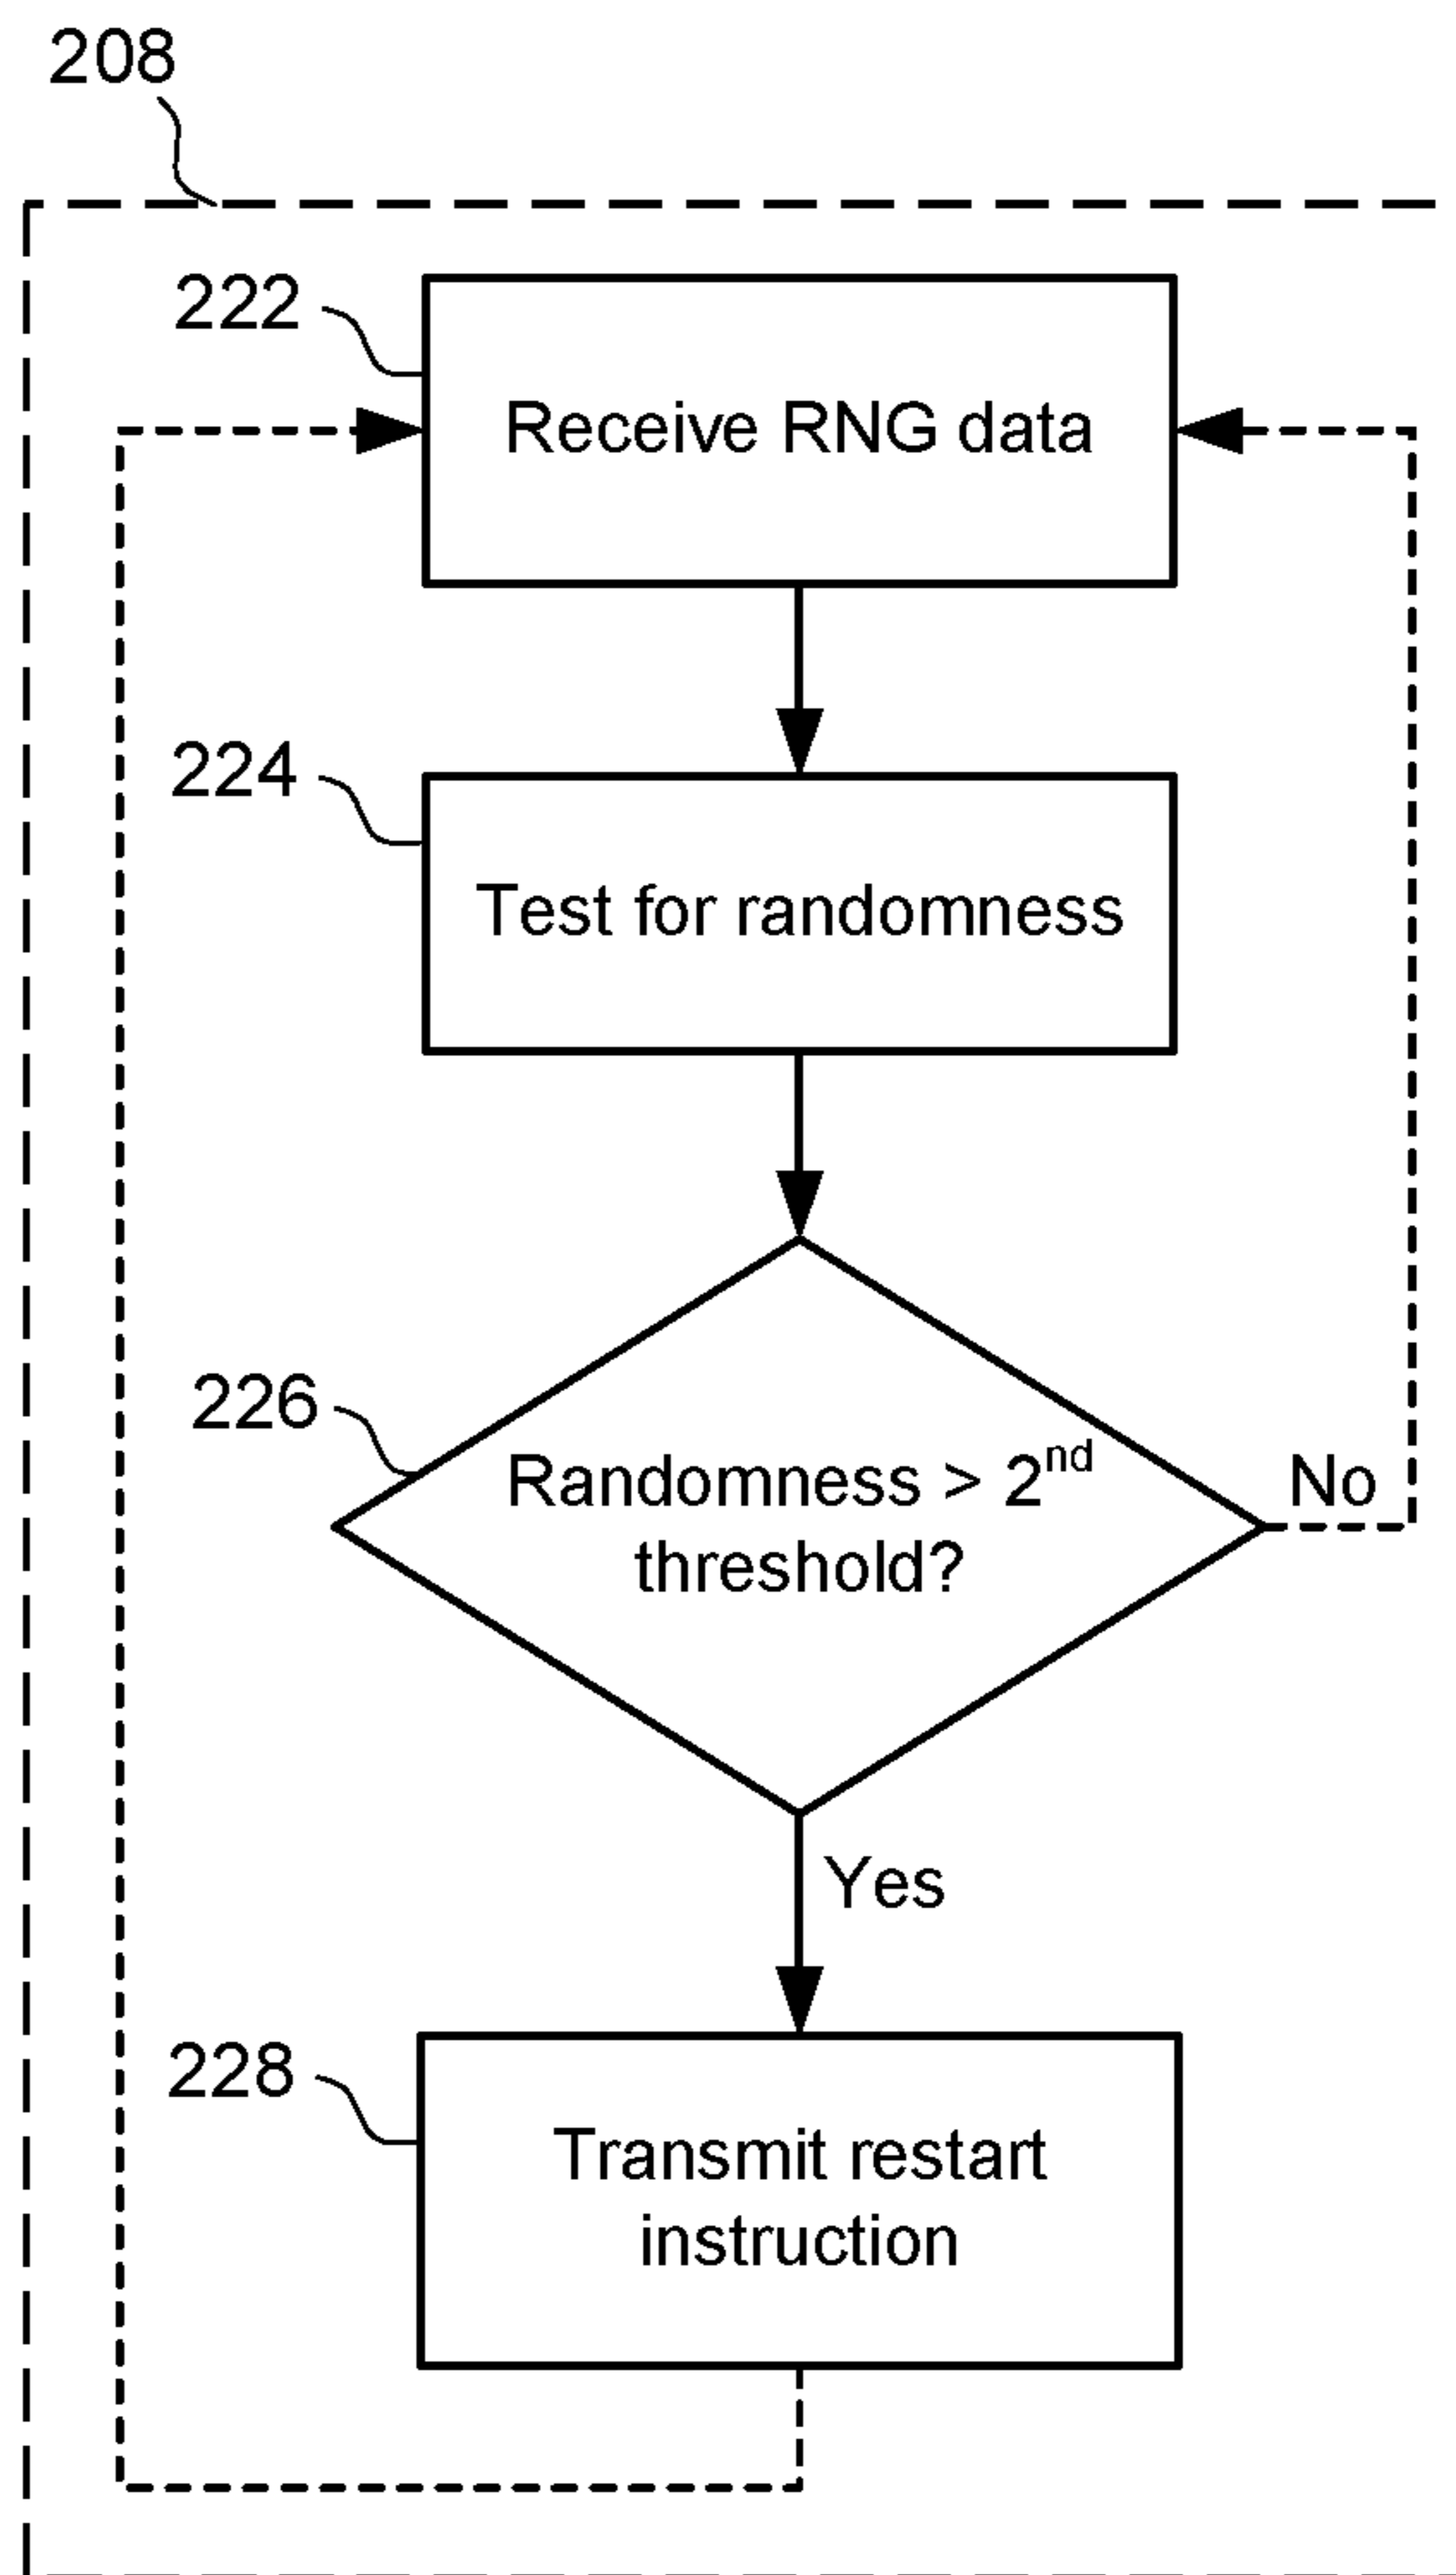 208
222
Receive RNG data
224
Test for randomness
226
Randomness > 2nd
threshold?
No
Yes
228
Transmit restart
instruction